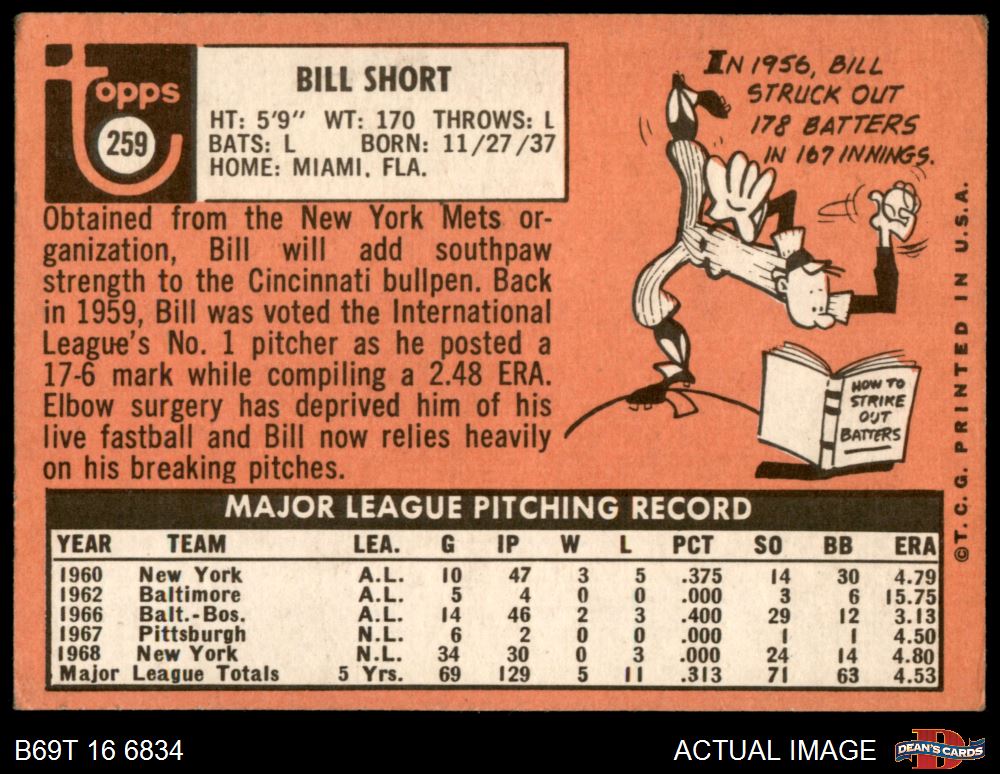 Topps
259
BILL SHORT
HT: 5'9" WT: 170 THROWS: L
BATS: L BORN: 11/27/37
HOME: MIAMI, FLA.
IN 1956, BILL
STRUCK OUT
178 BATTERS
IN 167 INNINGS.
HOW TO
STRIKE
OUT
BATTERS
Obtained from the New York Mets or-
ganization, Bill will add southpaw
strength to the Cincinnati bullpen. Back
in 1959, Bill was voted the International
League's No. 1 pitcher as he posted a
17-6 mark while compiling a 2.48 ERA.
Elbow surgery has deprived him of his
live fastball and Bill now relies heavily
on his breaking pitches.
©T. C. G. PRINTED IN U.S.A.
MAJOR LEAGUE PITCHING RECORD
YEAR TEAM LEA. G IP W L PCT SO BB ERA
1960 New York A.L. 10 47 3 5 .375 14 30 4.79
1962 Baltimore A.L. 5 4 0 0 .000 3 6 15.75
1966 Balt.-Bos. A.L. 14 46 2 3 .400 29 12 3.13
1967 Pittsburgh N.L. 6 2 0 0 .000 1 1 4.50
1968 New York N.L. 34 30 0 3 .000 24 14 4.80
Major League Totals 5 Yrs. 69 129 5 11 .313 71 63 4.53
B69T 16 6834
ACTUAL IMAGE
DEAN'S CARDS